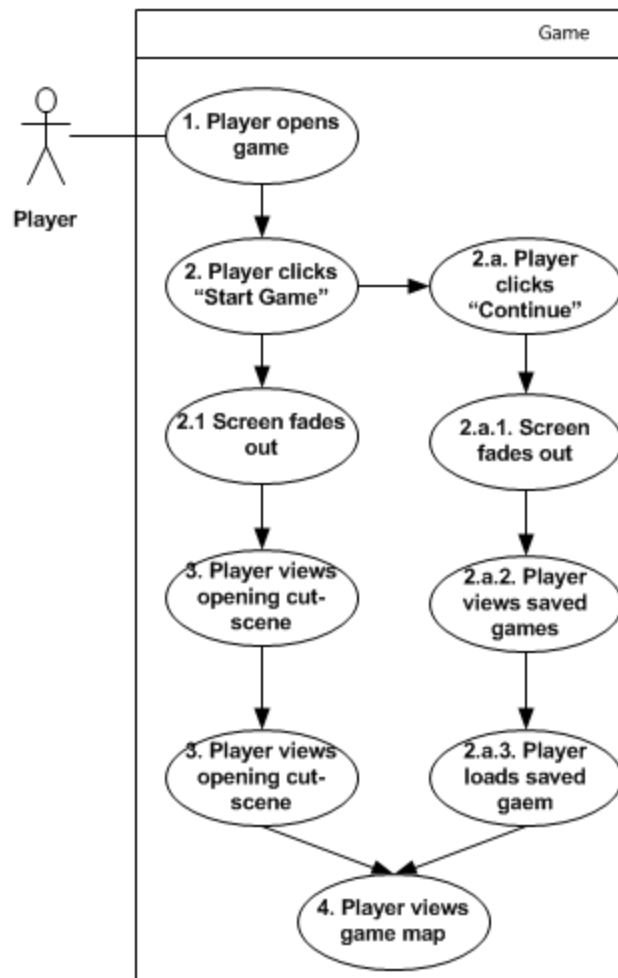 Game
1. Player opens
game
Player
2. Player clicks
“Start Game”
2.a. Player
clicks
“Continue”
2.1 Screen fades
out
2.a.1. Screen
fades out
3. Player views
opening cut-
scene
2.a.2. Player
views saved
games
3. Player views
opening cut-
scene
2.a.3. Player
loads saved
gaem
4. Player views
game map